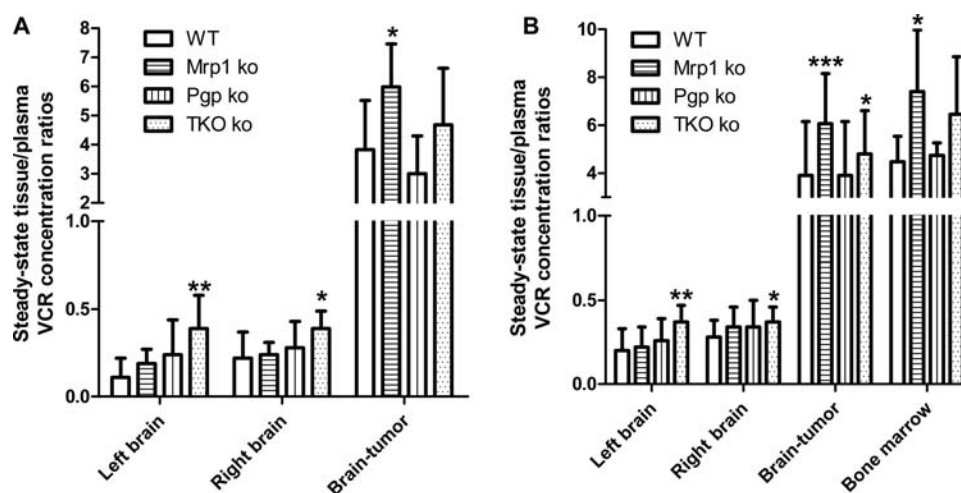 A
Steady-state tissue/plasma
VCR concentration ratios
8
7
6
5
4
3
2
1.0
0.5
0.0
WT
Mrp1 ko
Pgp ko
TKO ko
**
*
*
Left brain
Right brain
Brain-tumor
B
Steady-state tissue/plasma
VCR concentration ratios
10
8
6
4
1.0
0.5
0.0
WT
Mrp1 ko
Pgp ko
TKO ko
**
*
***
*
*
Left brain
Right brain
Brain-tumor
Bone marrow